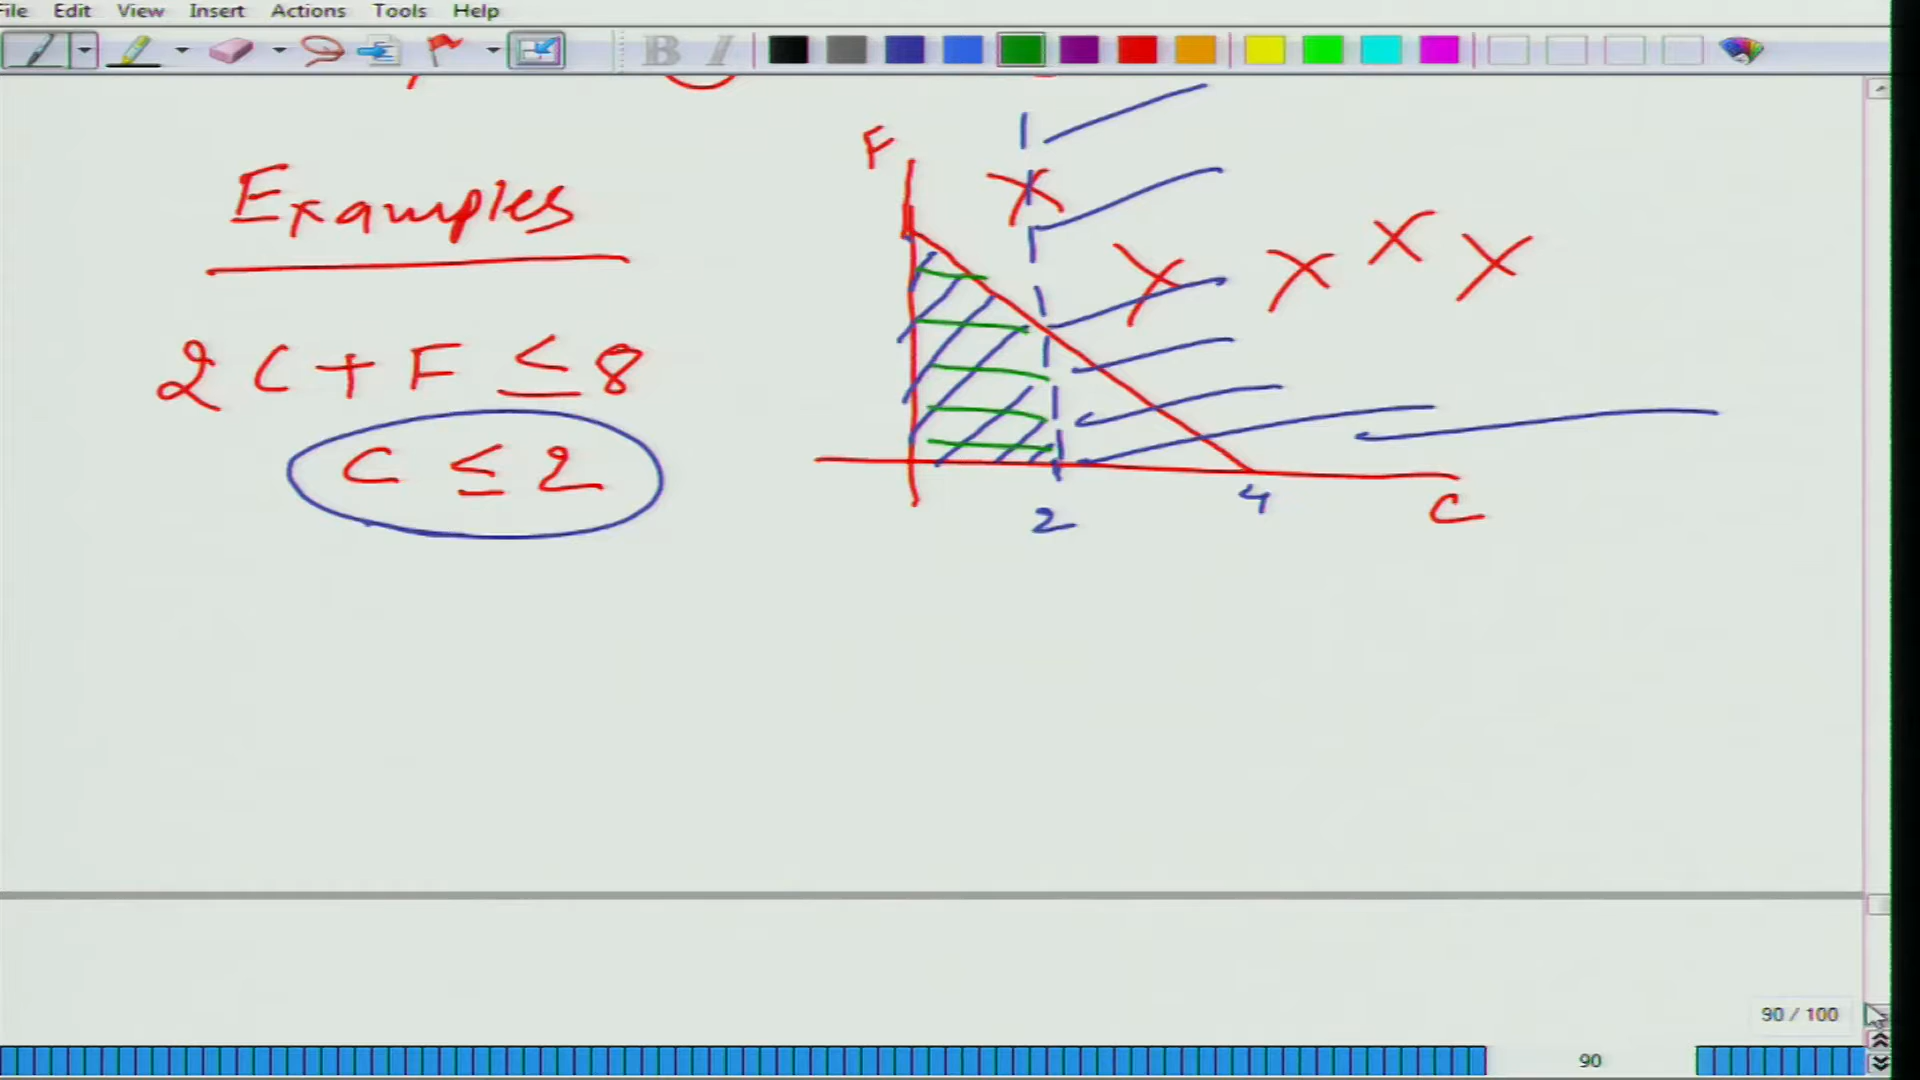 File Edit View Insert Actions Tools Help
B I
Examples
2C + F ≤ 8
C ≤ 2
F
2
4
C
90 / 100
90